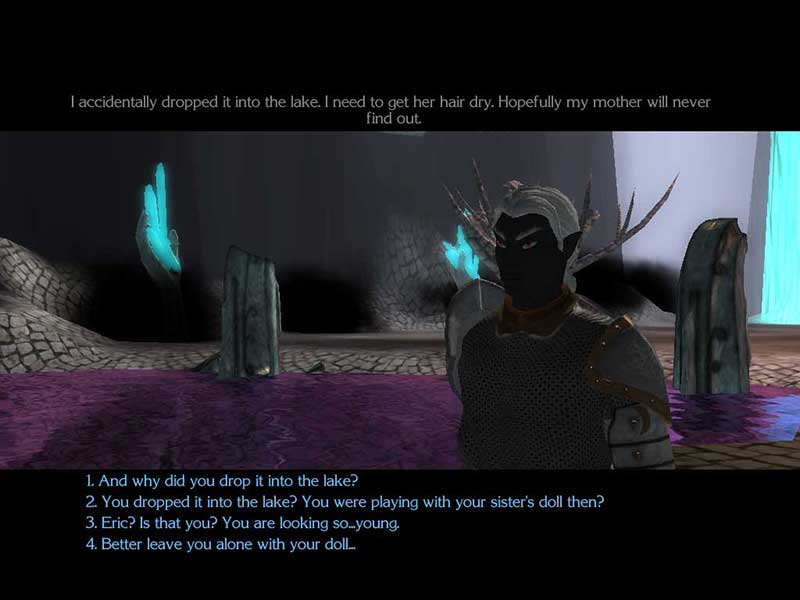 I accidentally dropped it into the lake. I need to get her hair dry. Hopefully my mother will never
find out.
1. And why did you drop it into the lake?
2. You dropped it into the lake? You were playing with your sister's doll then?
3. Eric? Is that you? You are looking so...young.
4. Better leave you alone with your doll...